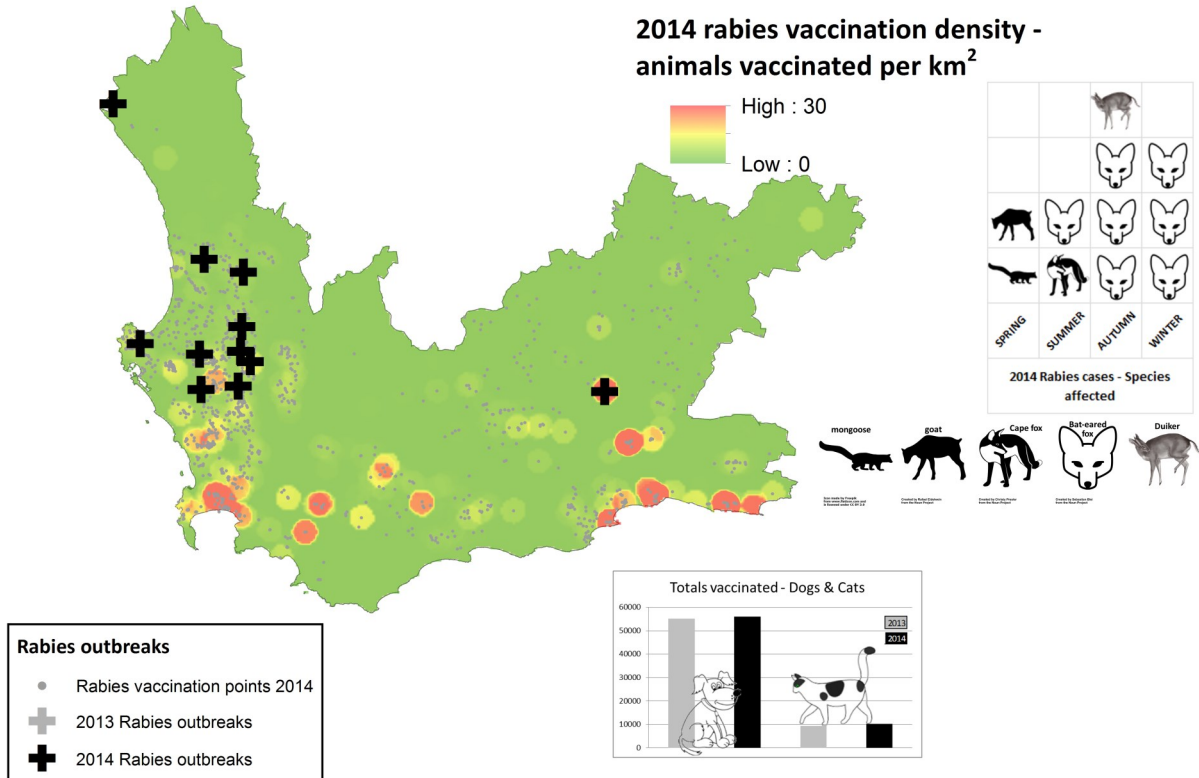 2014 rabies vaccination density -
animals vaccinated per km²
High : 30
Low : 0
SPRING
SUMMER
AUTUMN
WINTER
2014 Rabies cases - Species
affected
mongoose
goat
Cape fox
Bat-eared
fox
Duiker
Totals vaccinated - Dogs & Cats
60000
50000
40000
30000
20000
10000
0
2013
2014
Rabies outbreaks
Rabies vaccination points 2014
2013 Rabies outbreaks
2014 Rabies outbreaks